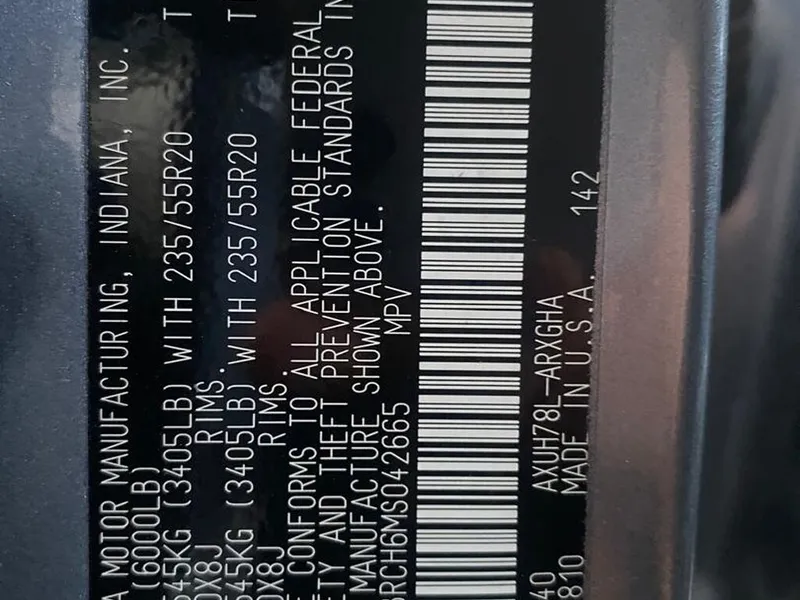 A MOTOR MANUFACTURING, INDIANA, INC. T
(6000LB)
545KG (3405LB) WITH 235/55R20 T
0X8J RIMS.
545KG (3405LB) WITH 235/55R20 T
0X8J RIMS.
E CONFORMS TO ALL APPLICABLE FEDERAL
ETY AND THEFT PREVENTION STANDARDS IN
MANUFACTURE SHOWN ABOVE.
RCH6MS042665 MPV
40 AXUH78L-ARXGHA
810 MADE IN U.S.A. 142